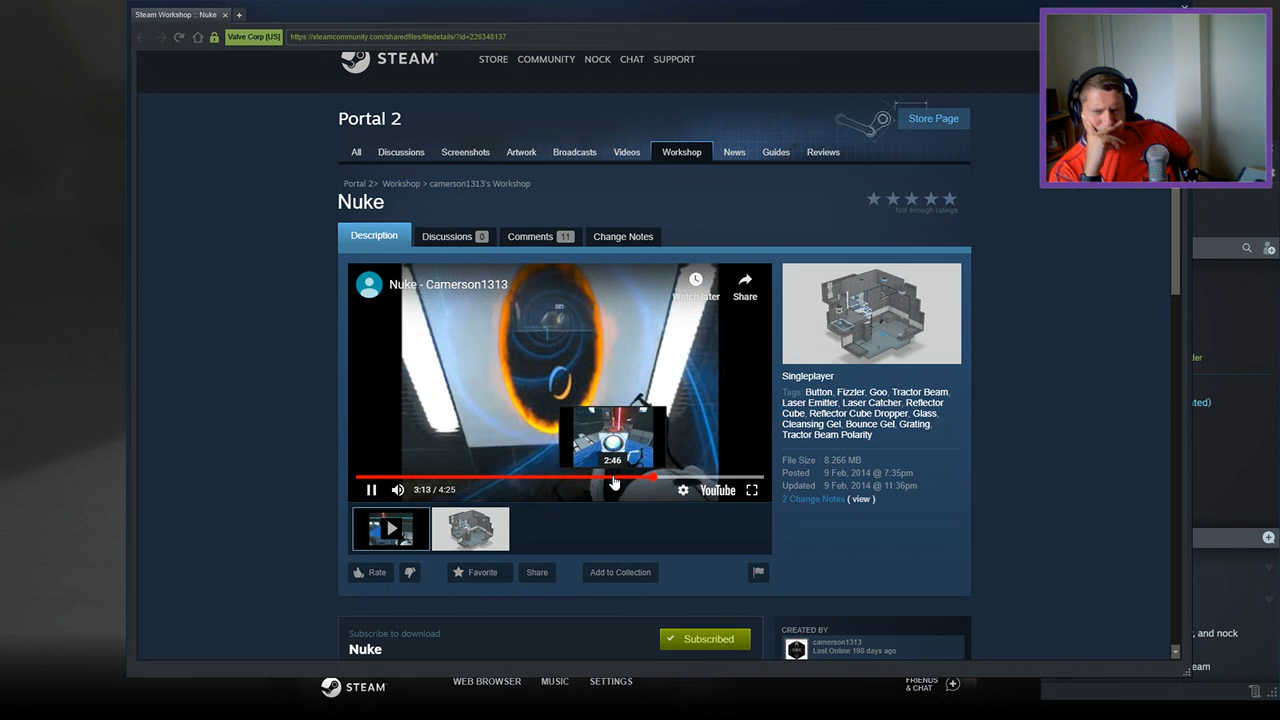 Steam Workshop :: Nuke
Valve Corp [US]
https://steamcommunity.com/sharedfiles/filedetails/?id=226348137
STEAM
STORE COMMUNITY NOCK CHAT SUPPORT
Portal 2
Store Page
All Discussions Screenshots Artwork Broadcasts Videos Workshop News Guides Reviews
Portal 2> Workshop > camerson1313's Workshop
Nuke
Not enough ratings
Description Discussions 0 Comments 11 Change Notes
Nuke - Camerson1313
Watch later Share
2:46
3:13 / 4:25
YouTube
Singleplayer
Tags: Button, Fizzler, Goo, Tractor Beam,
Laser Emitter, Laser Catcher, Reflector
Cube, Reflector Cube Dropper, Glass,
Cleansing Gel, Bounce Gel, Grating,
Tractor Beam Polarity
File Size 8.266 MB
Posted 9 Feb, 2014 @ 7:35pm
Updated 9 Feb, 2014 @ 11:36pm
2 Change Notes ( view )
Rate Favorite Share Add to Collection
Subscribe to download
Nuke
Subscribed
CREATED BY
camerson1313
Last Online 198 days ago
STEAM
WEB BROWSER MUSIC SETTINGS
FRIENDS
& CHAT
, and nock